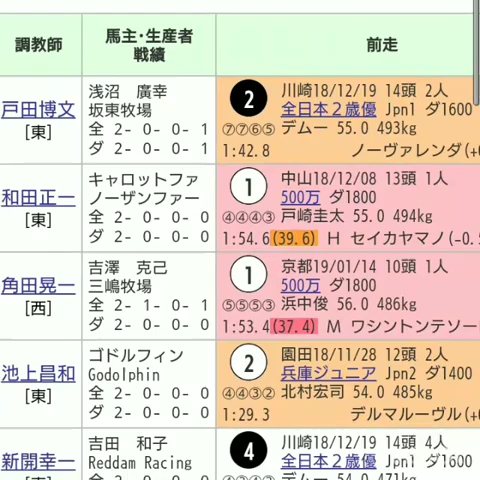 調教師 馬主・生産者 前走
戦績
戸田博文
[東]
浅沼 廣幸
坂東牧場
全 2- 0- 0- 1
ダ 2- 0- 0- 1
2 川崎18/12/19 14頭 2人
全日本2歳優 Jpn1 ダ1600
⑦⑦⑥⑤ デムー 55.0 493kg
1:42.8 ノーヴァレンダ(+0
和田正一
[東]
キャロットファ
ノーザンファー
全 2- 0- 0- 0
ダ 2- 0- 0- 0
1 中山18/12/08 13頭 1人
500万 ダ1800
④④④③ 戸崎圭太 55.0 494kg
1:54.6(39.6) H セイカヤマノ(-0.
角田晃一
[西]
吉澤 克己
三嶋牧場
全 2- 1- 0- 1
ダ 2- 0- 0- 0
1 京都19/01/14 10頭 1人
500万 ダ1800
⑤⑤⑤③ 浜中俊 56.0 486kg
1:53.4(37.4) M ワシントンテソー
池上昌和
[東]
ゴドルフィン
Godolphin
全 2- 0- 0- 0
ダ 2- 0- 0- 0
2 園田18/11/28 12頭 2人
兵庫ジュニア Jpn2 ダ1400
④④③② 北村宏司 54.0 485kg
1:29.3 デルマルーヴル(+
新開幸一
吉田 和子
Reddam Racing
4 川崎18/12/19 14頭 4人
全日本2歳優 Jpn1 ダ1600